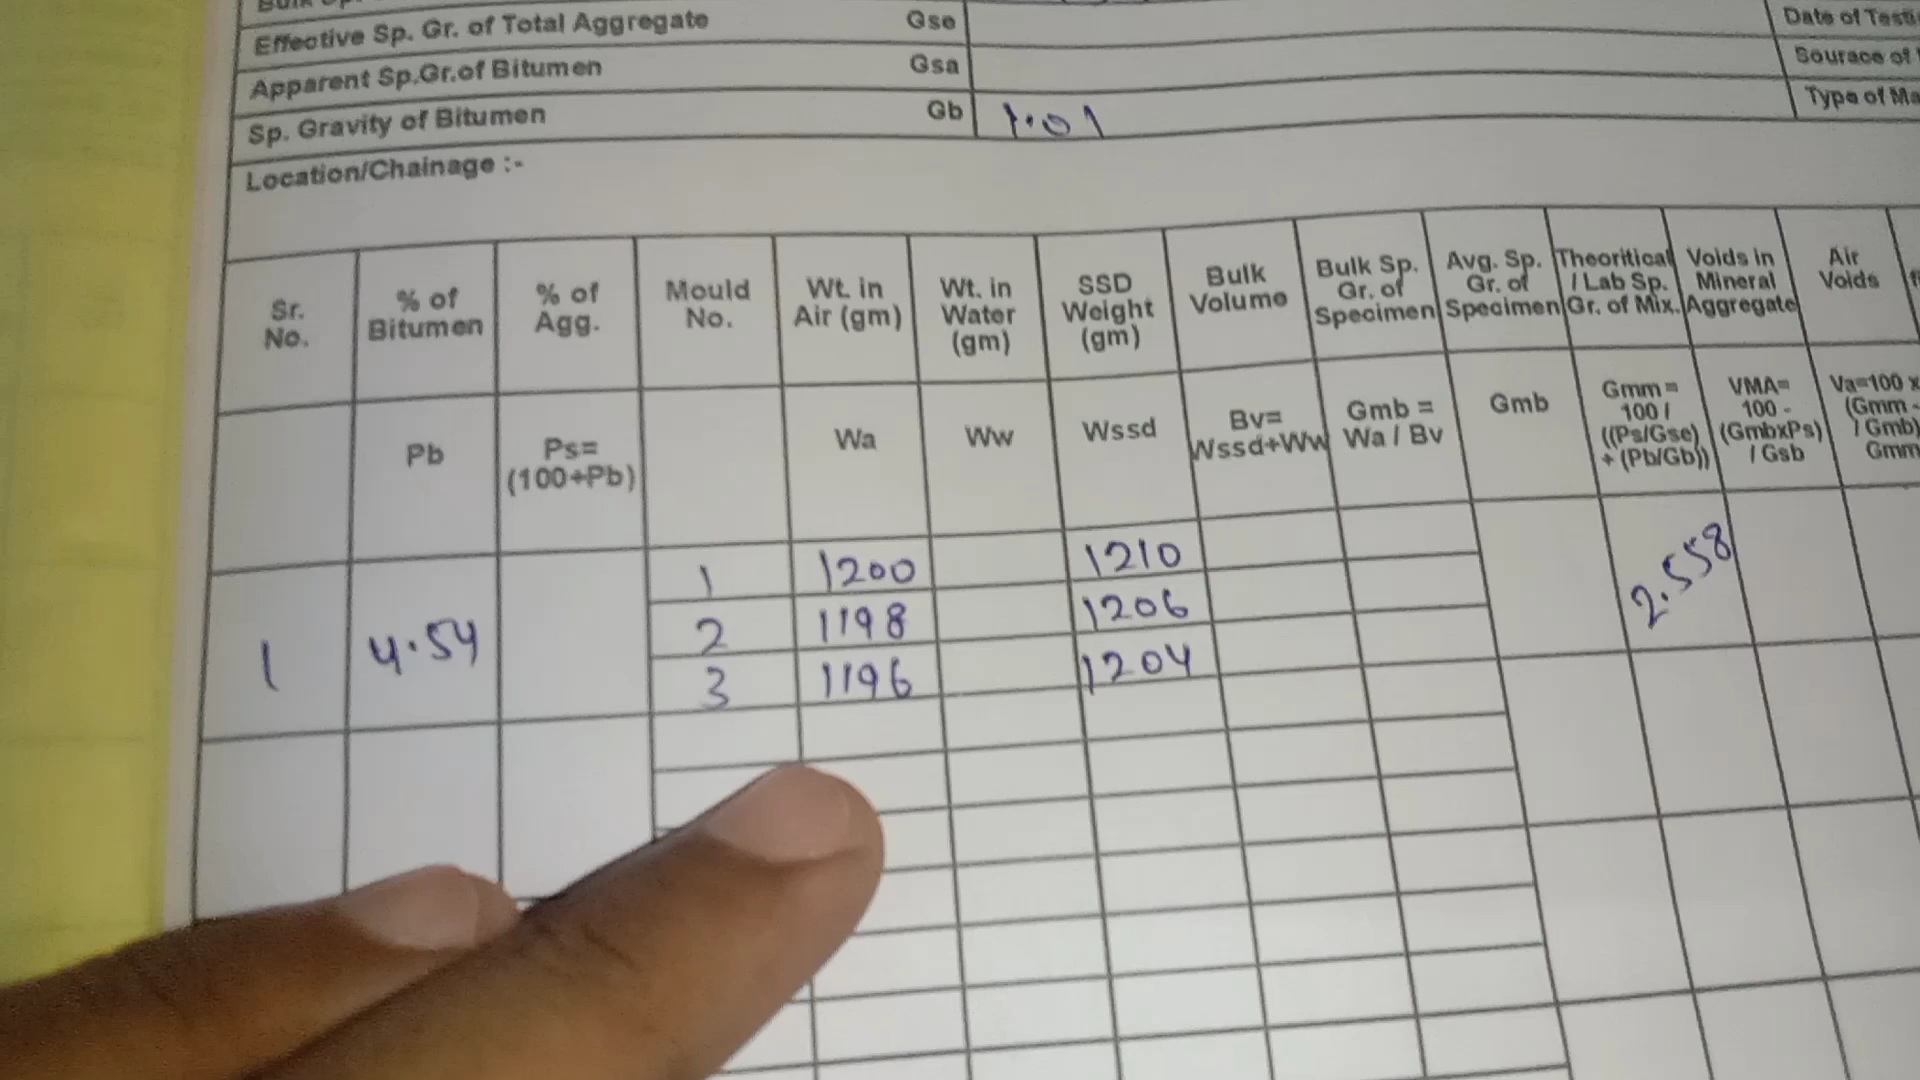 Effective Sp. Gr. of Total Aggregate Gse
Apparent Sp.Gr.of Bitumen Gsa
Sp. Gravity of Bitumen Gb 1.01
Location/Chainage :-
Date of
Sourace of
Type of
Sr. No. % of Bitumen % of Agg. Mould No. Wt. in Air (gm) Wt. in Water (gm) SSD Weight (gm) Bulk Volume Bulk Sp. Gr. of Specimen Avg. Sp. Gr. of Specimen Theoritical / Lab Sp. Gr. of Mix. Voids in Mineral Aggregate Air Voids
Pb Ps= (100+Pb) Wa Ww Wssd Bv= Wssd+Ww Gmb = Wa / Bv Gmb Gmm = 100 / ((Ps/Gse) + (Pb/Gb)) VMA= 100 - (GmbxPs) / Gsb Va=100 x (Gmm - / Gmb) Gmm
1 4.54 1 1200 1210 2.558
2 1198 1206
3 1196 1204